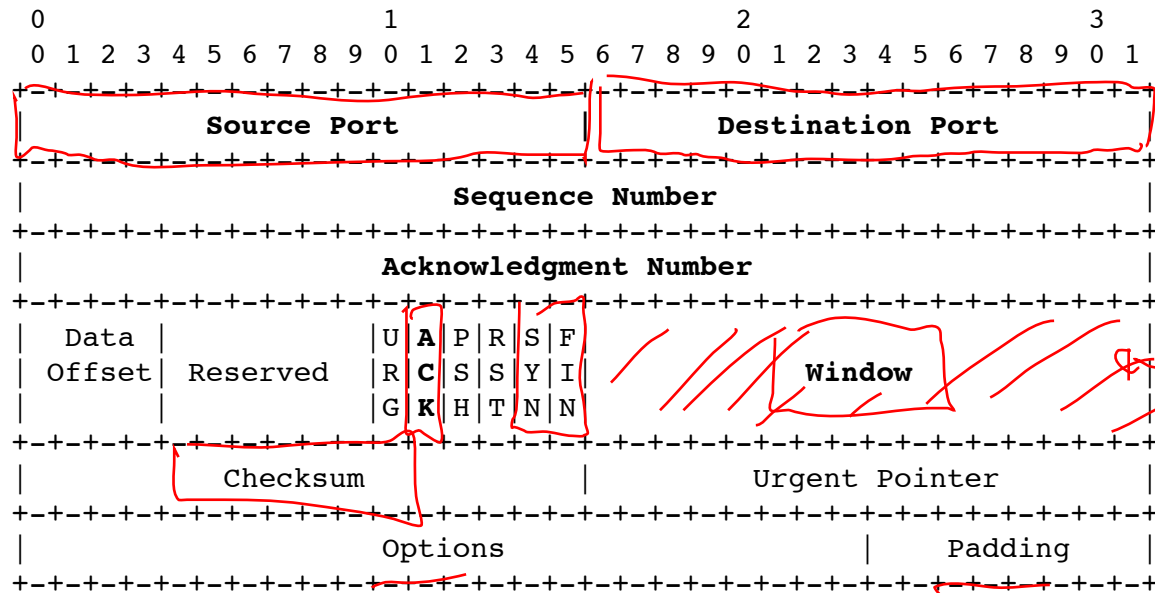 0                   1                   2                   3
0 1 2 3 4 5 6 7 8 9 0 1 2 3 4 5 6 7 8 9 0 1 2 3 4 5 6 7 8 9 0 1
+-+-+-+-+-+-+-+-+-+-+-+-+-+-+-+-+-+-+-+-+-+-+-+-+-+-+-+-+-+-+-+-+
|          Source Port          |       Destination Port        |
+-+-+-+-+-+-+-+-+-+-+-+-+-+-+-+-+-+-+-+-+-+-+-+-+-+-+-+-+-+-+-+-+
|                        Sequence Number                        |
+-+-+-+-+-+-+-+-+-+-+-+-+-+-+-+-+-+-+-+-+-+-+-+-+-+-+-+-+-+-+-+-+
|                    Acknowledgment Number                      |
+-+-+-+-+-+-+-+-+-+-+-+-+-+-+-+-+-+-+-+-+-+-+-+-+-+-+-+-+-+-+-+-+
|  Data |           |U|A|P|R|S|F|                               |
| Offset| Reserved  |R|C|S|S|Y|I|            Window             |
|       |           |G|K|H|T|N|N|                               |
+-+-+-+-+-+-+-+-+-+-+-+-+-+-+-+-+-+-+-+-+-+-+-+-+-+-+-+-+-+-+-+-+
|           Checksum            |         Urgent Pointer        |
+-+-+-+-+-+-+-+-+-+-+-+-+-+-+-+-+-+-+-+-+-+-+-+-+-+-+-+-+-+-+-+-+
|                    Options                    |    Padding    |
+-+-+-+-+-+-+-+-+-+-+-+-+-+-+-+-+-+-+-+-+-+-+-+-+-+-+-+-+-+-+-+-+